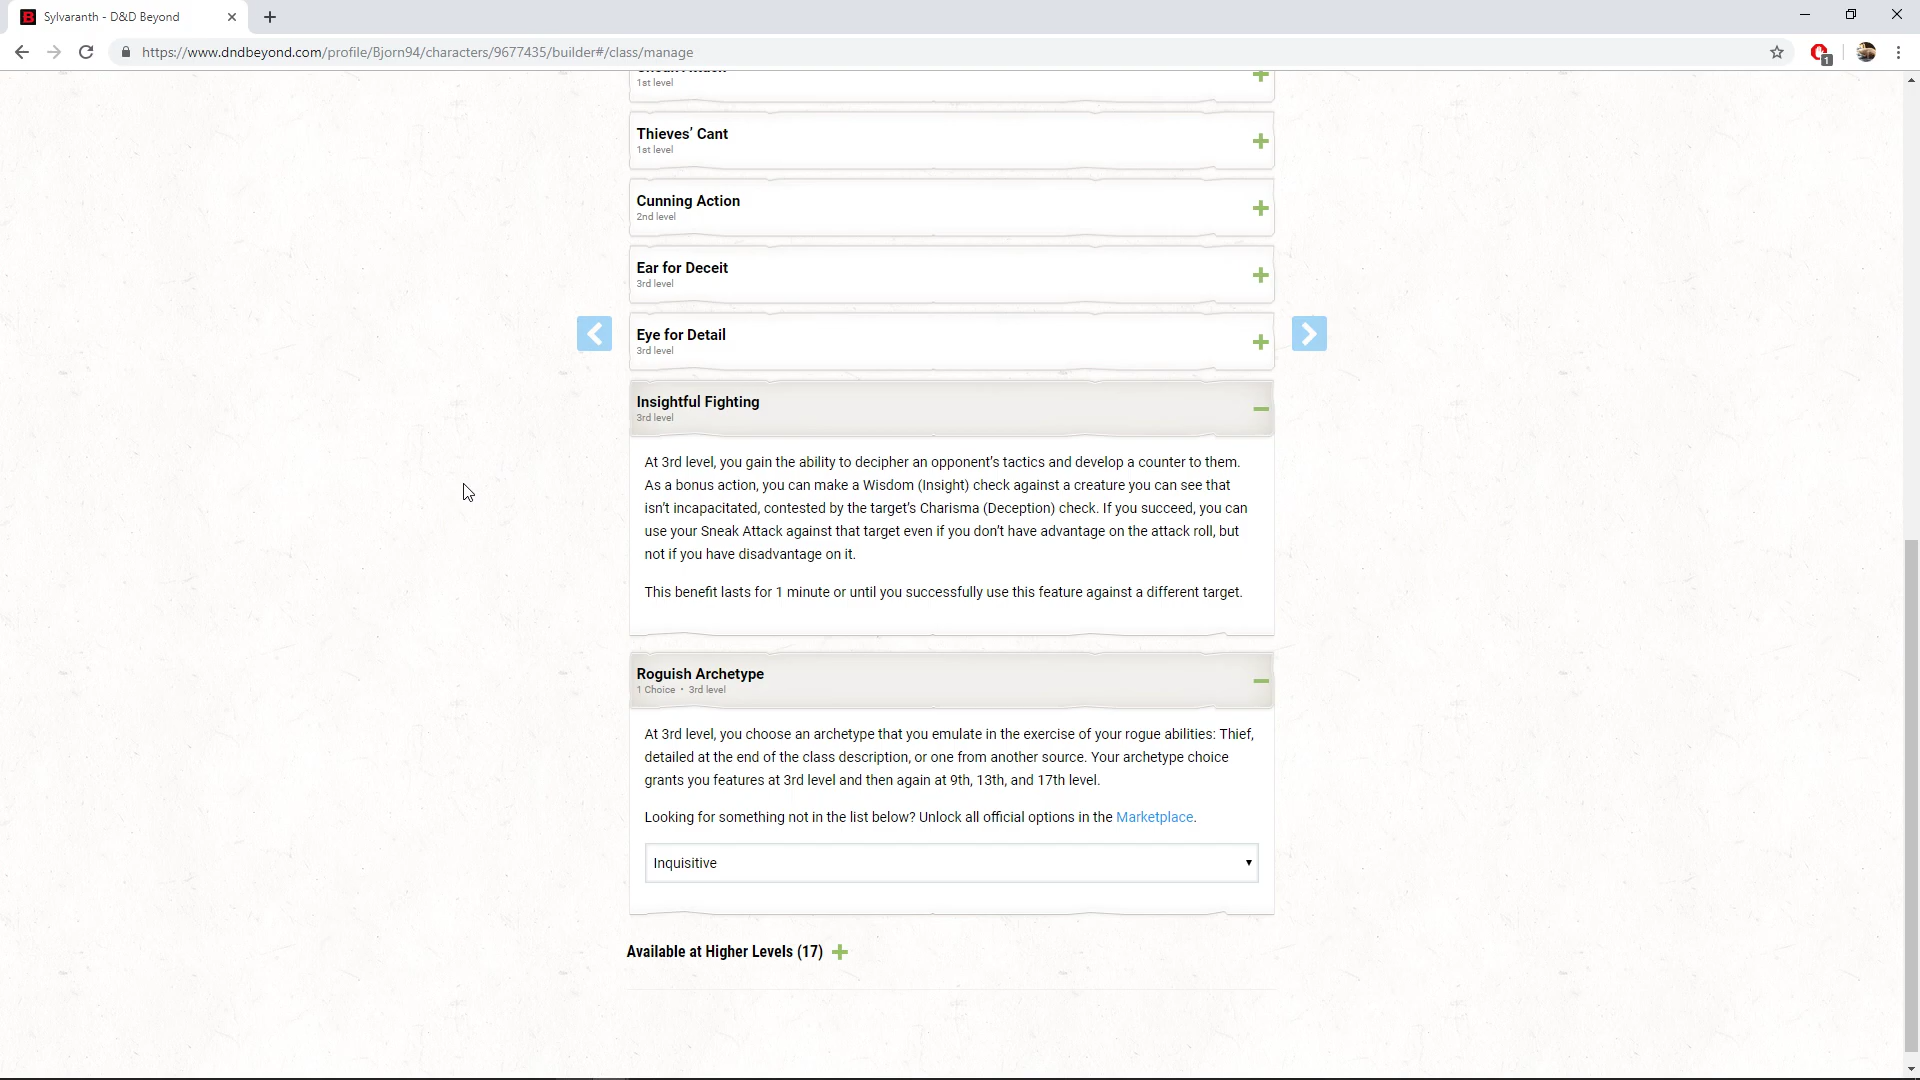 Sylvaranth - D&D Beyond
https://www.dndbeyond.com/profile/Bjorn94/characters/9677435/builder#/class/manage
1
1st level
Thieves' Cant
1st level
Cunning Action
2nd level
Ear for Deceit
3rd level
Eye for Detail
3rd level
Insightful Fighting
3rd level
At 3rd level, you gain the ability to decipher an opponent's tactics and develop a counter to them.
As a bonus action, you can make a Wisdom (Insight) check against a creature you can see that
isn't incapacitated, contested by the target's Charisma (Deception) check. If you succeed, you can
use your Sneak Attack against that target even if you don't have advantage on the attack roll, but
not if you have disadvantage on it.
This benefit lasts for 1 minute or until you successfully use this feature against a different target.
Roguish Archetype
1 Choice • 3rd level
At 3rd level, you choose an archetype that you emulate in the exercise of your rogue abilities: Thief,
detailed at the end of the class description, or one from another source. Your archetype choice
grants you features at 3rd level and then again at 9th, 13th, and 17th level.
Looking for something not in the list below? Unlock all official options in the Marketplace.
Inquisitive
Available at Higher Levels (17)